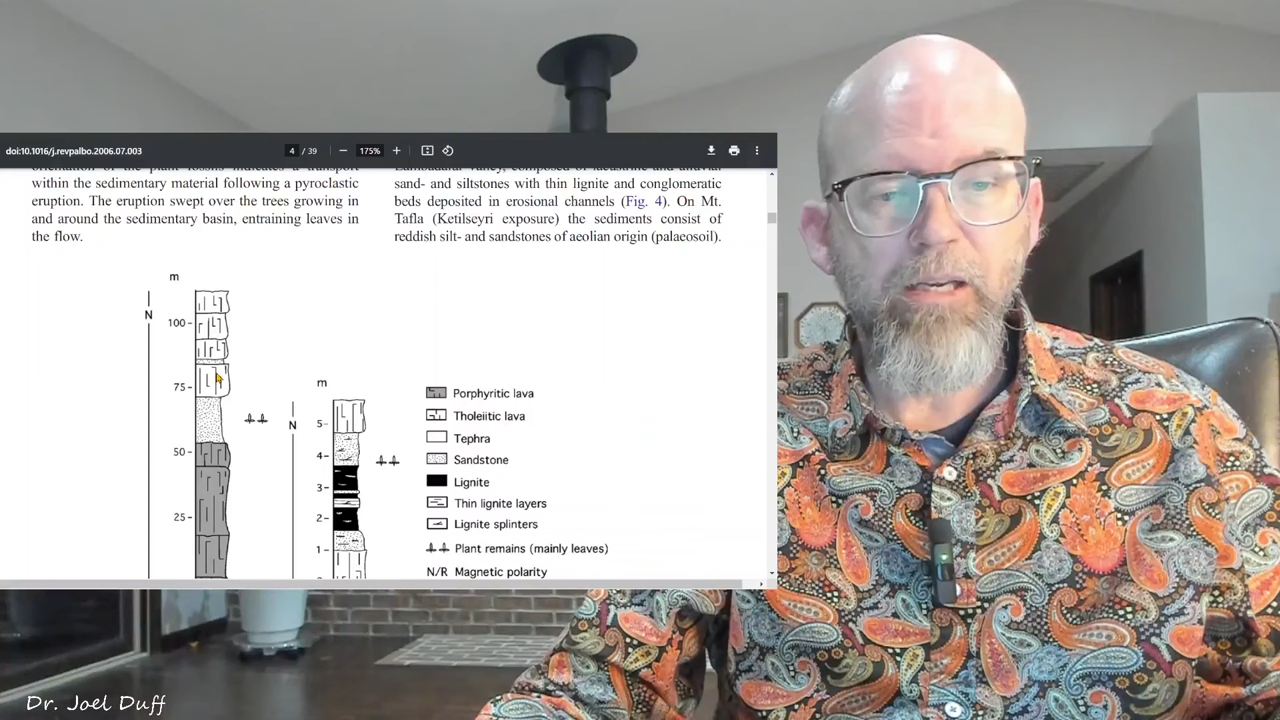 doi:10.1016/j.revpalbo.2006.07.003
4 / 39
175%
within the sedimentary material following a pyroclastic
eruption. The eruption swept over the trees growing in
and around the sedimentary basin, entraining leaves in
the flow.
sand- and siltstones with thin lignite and conglomeratic
beds deposited in erosional channels (Fig. 4). On Mt.
Tafla (Ketilseyri exposure) the sediments consist of
reddish silt- and sandstones of aeolian origin (palaeosoil).
m
N
100
75
50
25
m
N
5
4
3
2
1
Porphyritic lava
Tholeiitic lava
Tephra
Sandstone
Lignite
Thin lignite layers
Lignite splinters
Plant remains (mainly leaves)
N/R Magnetic polarity
Dr. Joel Duff